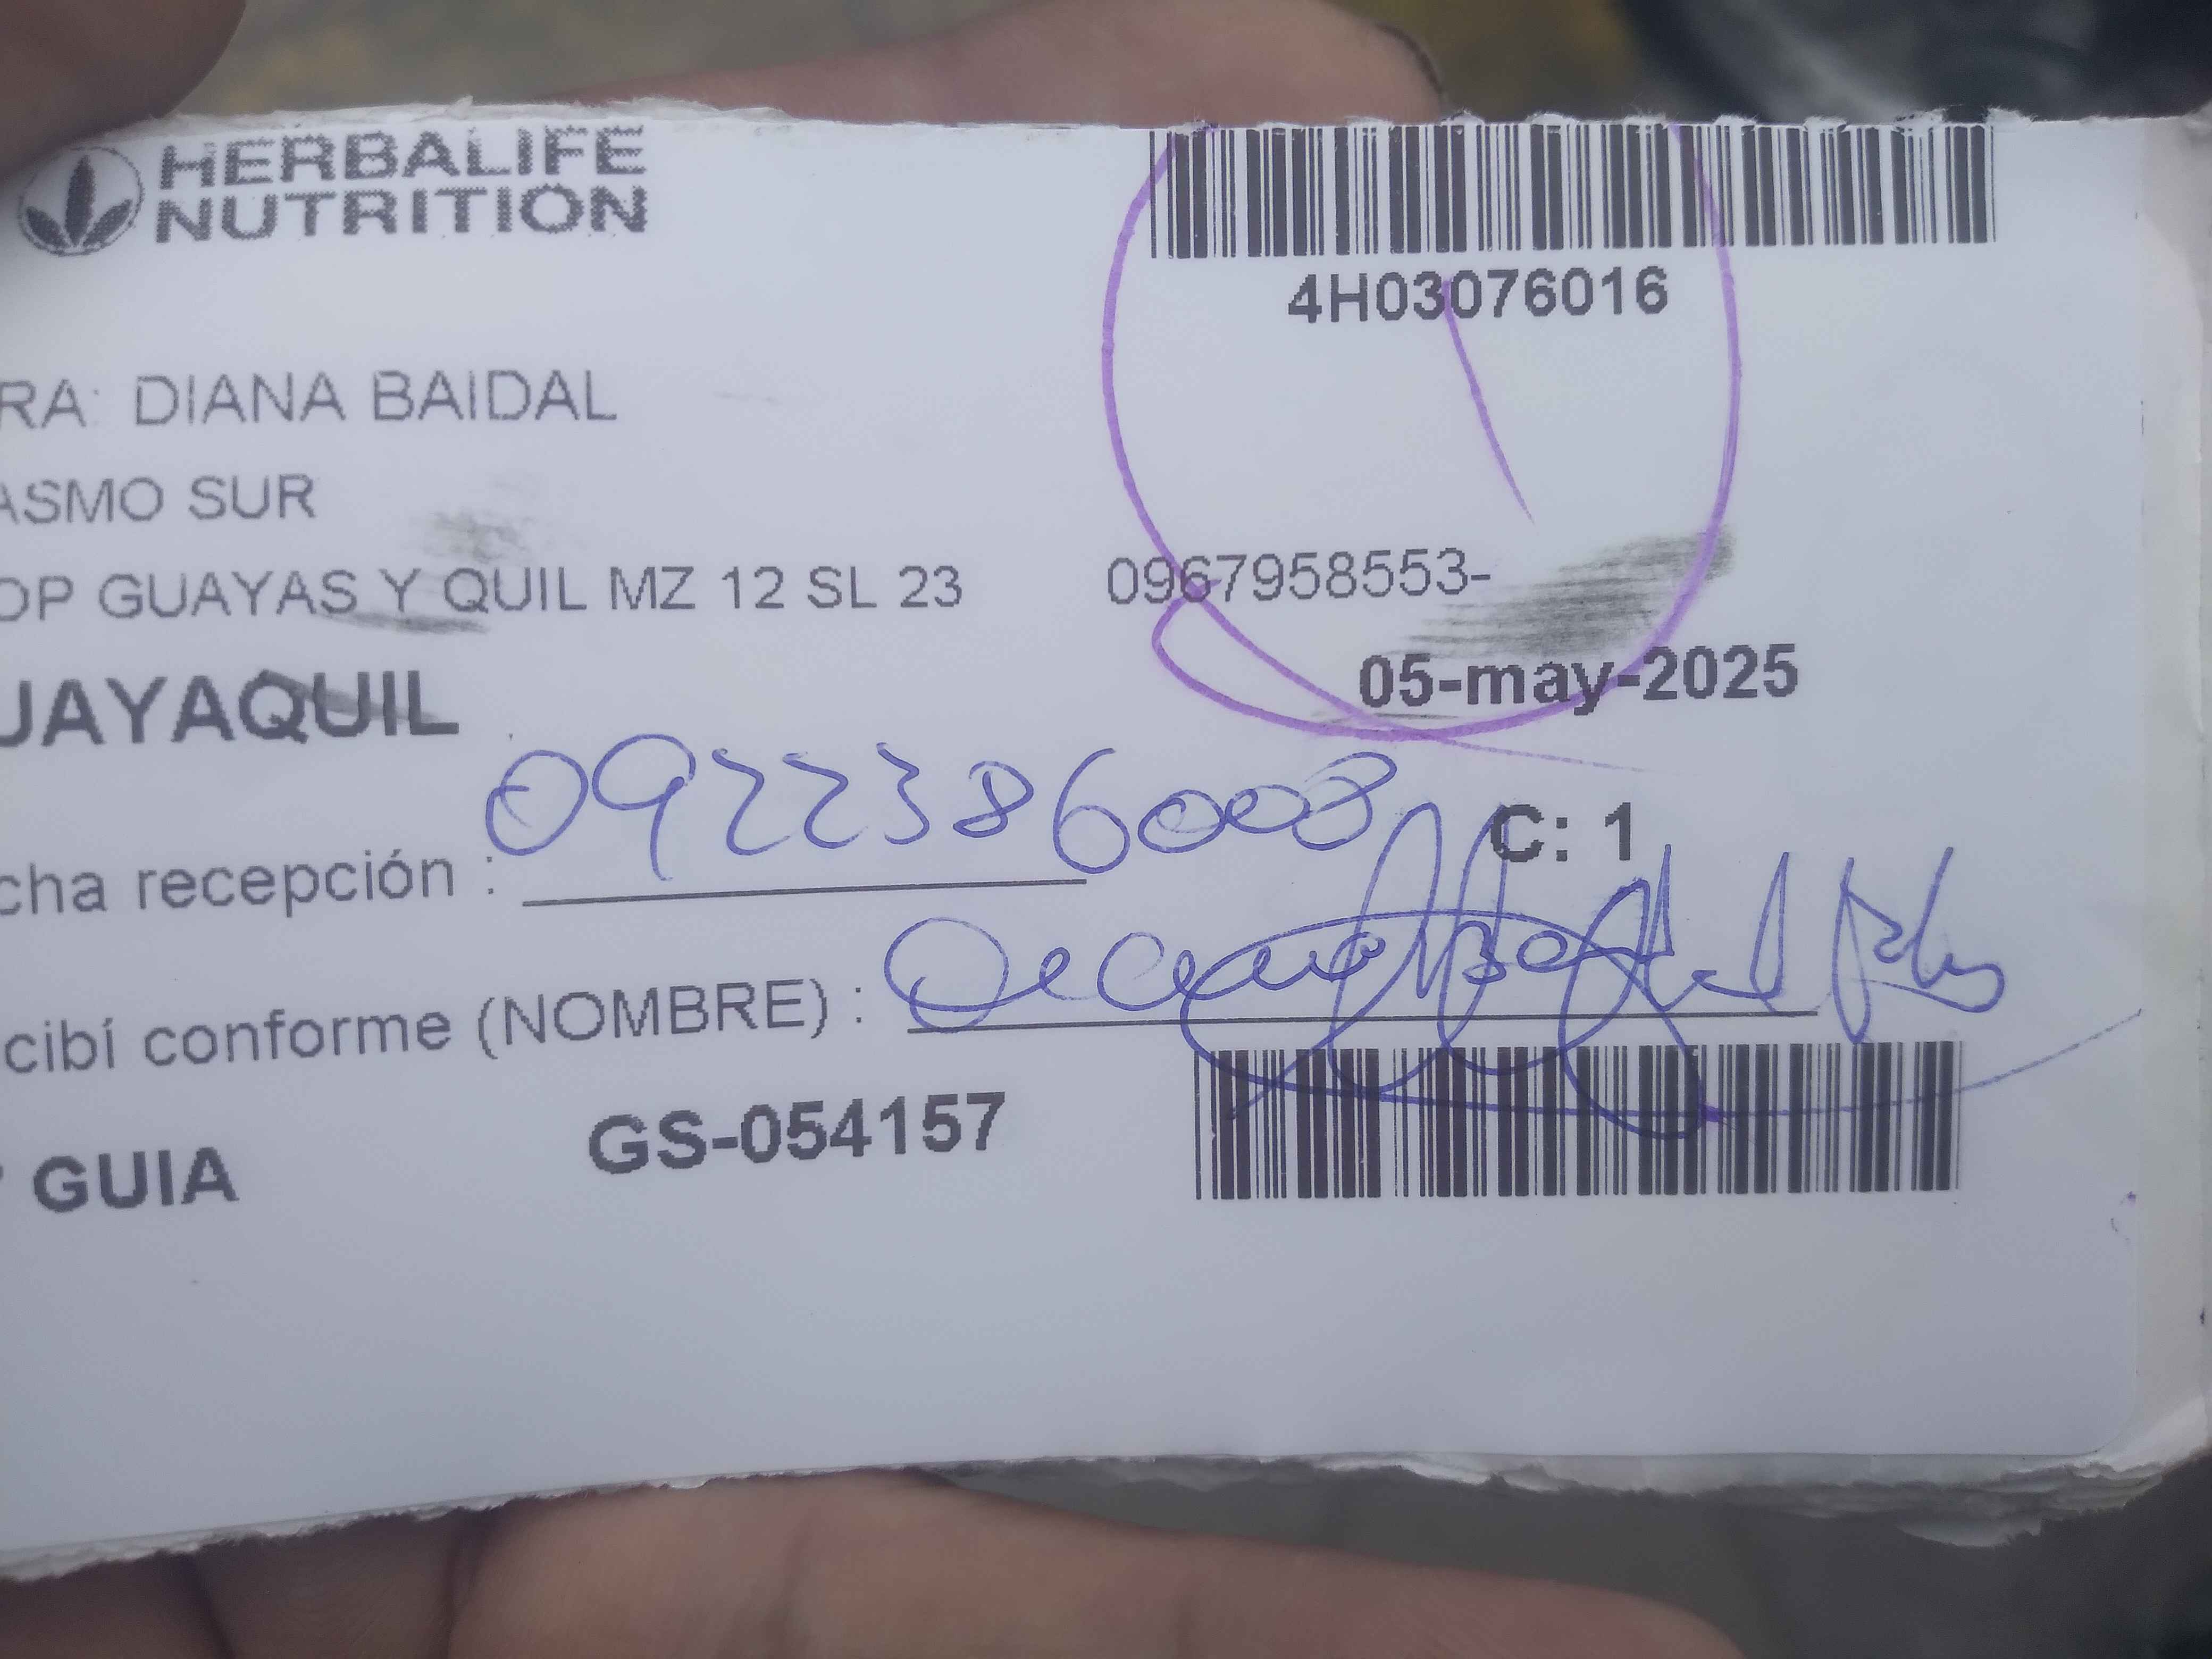 HERBALIFE
NUTRITION
4H03076016
RA: DIANA BAIDAL
ASMO SUR
OP GUAYAS Y QUIL MZ 12 SL 23 0967958553-
UAYAQUIL 05-may-2025
cha recepción : 0922386008
C: 1
cibí conforme (NOMBRE) :
GUIA GS-054157